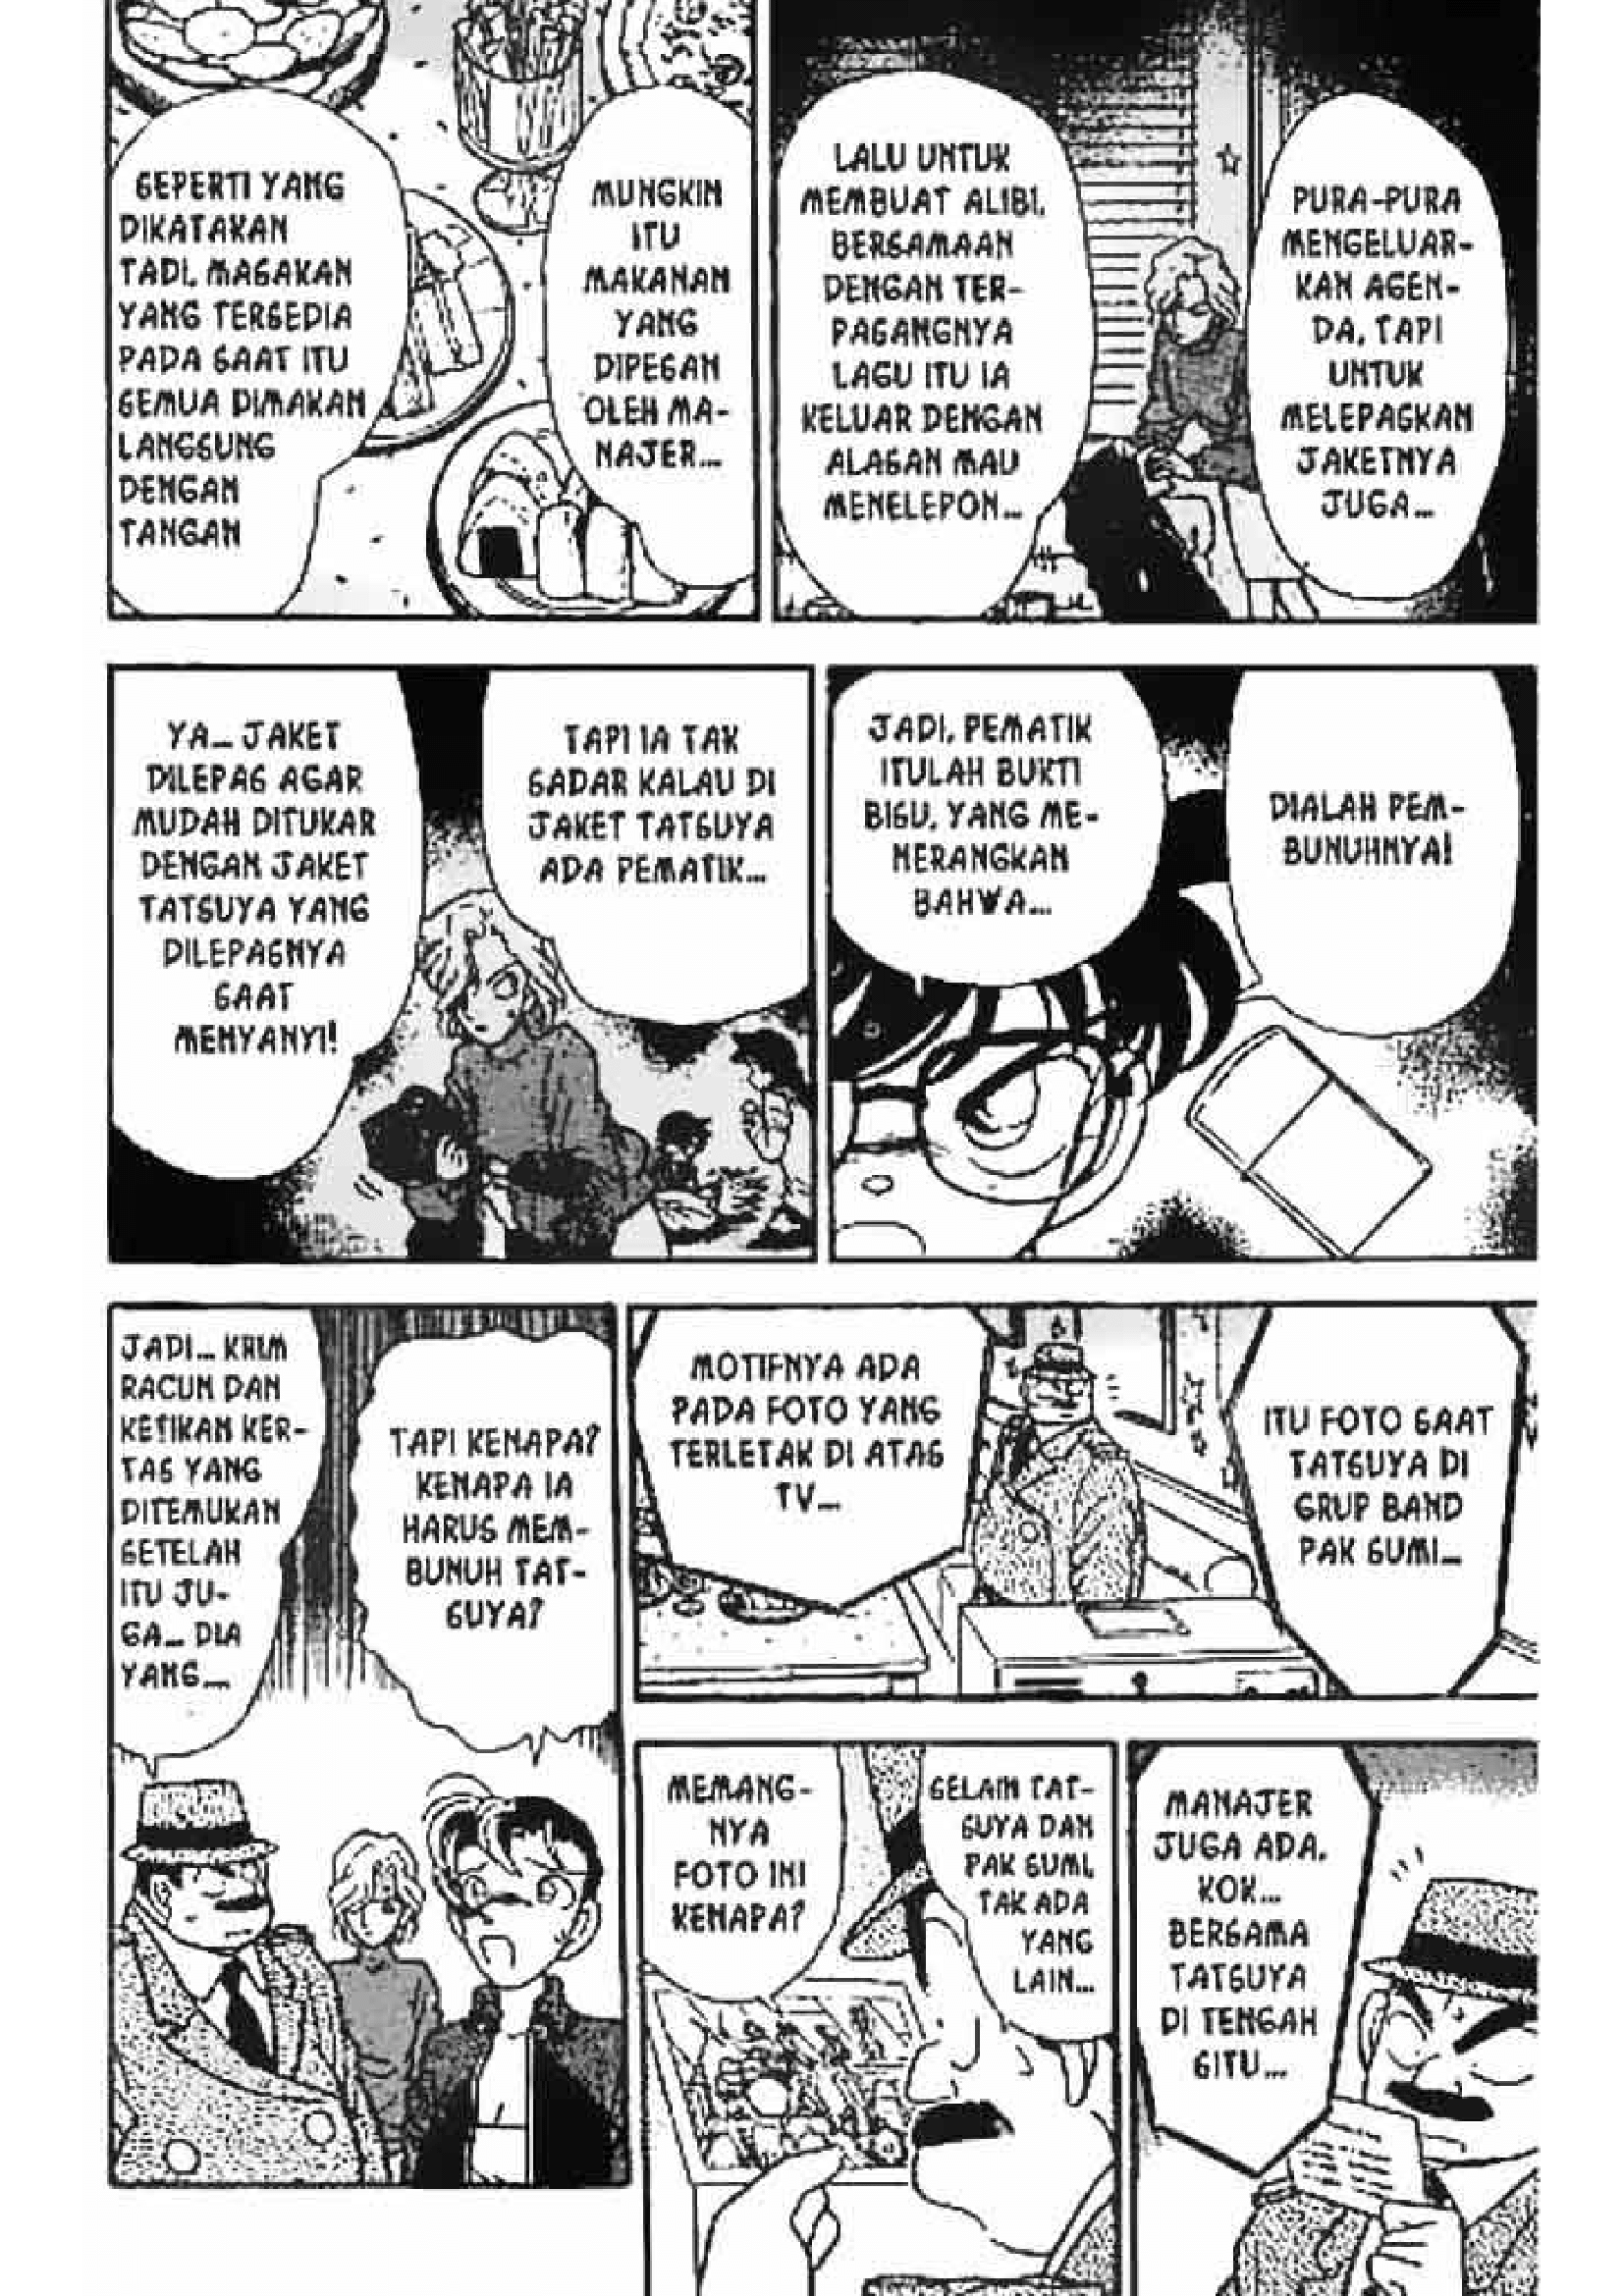 SEPERTI YANG
DIKATAKAN
TADI, MASAKAN
YANG TERSEDIA
PADA SAAT ITU
SEMUA DIMAKAN
LANGSUNG
DENGAN
TANGAN
MUNGKIN
ITU
MAKANAN
YANG
DIPESAN
OLEH MA-
NAJER...
LALU UNTUK
MEMBUAT ALIBI,
BERSAMAAN
DENGAN TER-
PASANGNYA
LAGU ITU IA
KELUAR DENGAN
ALASAN MAU
MENELEPON...
PURA-PURA
MENGELUAR-
KAN AGEN-
DA, TAPI
UNTUK
MELEPASKAN
JAKETNYA
JUGA...
YA... JAKET
DILEPAS AGAR
MUDAH DITUKAR
DENGAN JAKET
TATSUYA YANG
DILEPASNYA
SAAT
MENYANYI!
TAPI IA TAK
SADAR KALAU DI
JAKET TATSUYA
ADA PEMATIK...
JADI, PEMATIK
ITULAH BUKTI
BISU, YANG ME-
NERANGKAN
BAHWA...
DIALAH PEM-
BUNUHNYA!
JADI... KRIM
RACUN DAN
KETIKAN KER-
TAS YANG
DITEMUKAN
SETELAH
ITU JU-
GA... DIA
YANG...
TAPI KENAPA?
KENAPA IA
HARUS MEM-
BUNUH TAT-
SUYA?
MOTIFNYA ADA
PADA FOTO YANG
TERLETAK DI ATAS
TV...
ITU FOTO SAAT
TATSUYA DI
GRUP BAND
PAK SUMI...
MEMANG-
NYA
FOTO INI
KENAPA?
SELAIN TAT-
SUYA DAN
PAK SUMI,
TAK ADA
YANG
LAIN...
MANAJER
JUGA ADA,
KOK...
BERSAMA
TATSUYA
DI TENGAH
SITU...